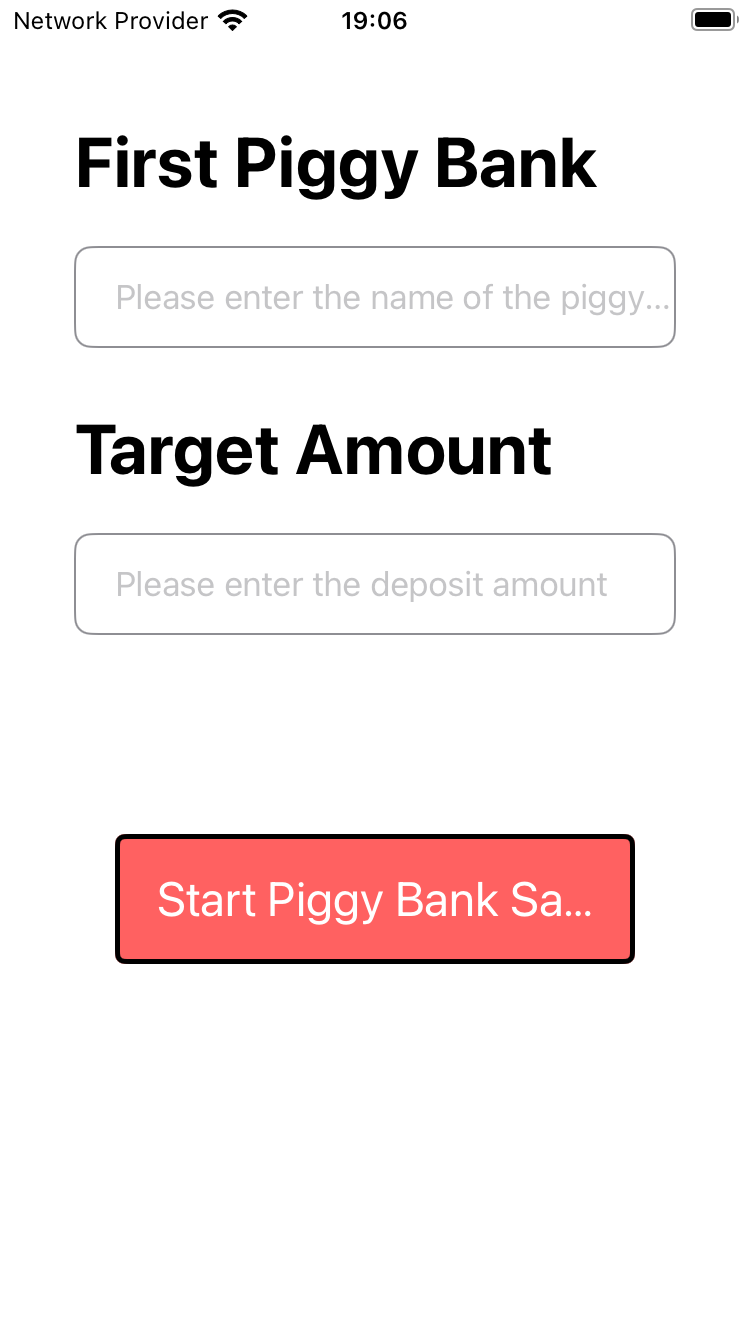 Network Provider 19:06
First Piggy Bank
Please enter the name of the piggy...
Target Amount
Please enter the deposit amount
Start Piggy Bank Sa...